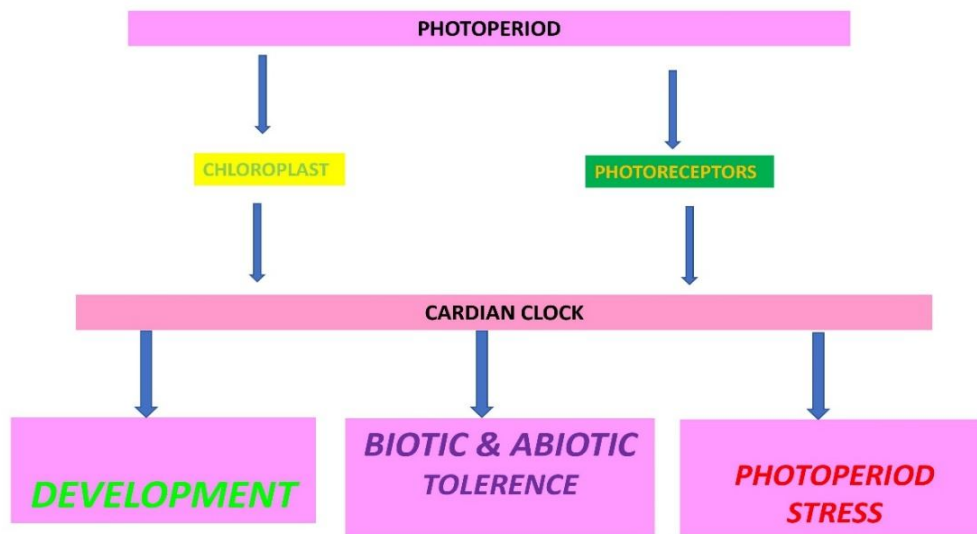 PHOTOPERIOD
CHLOROPLAST
PHOTORECEPTORS
CARDIAN CLOCK
DEVELOPMENT
BIOTIC & ABIOTIC
TOLERENCE
PHOTOPERIOD
STRESS